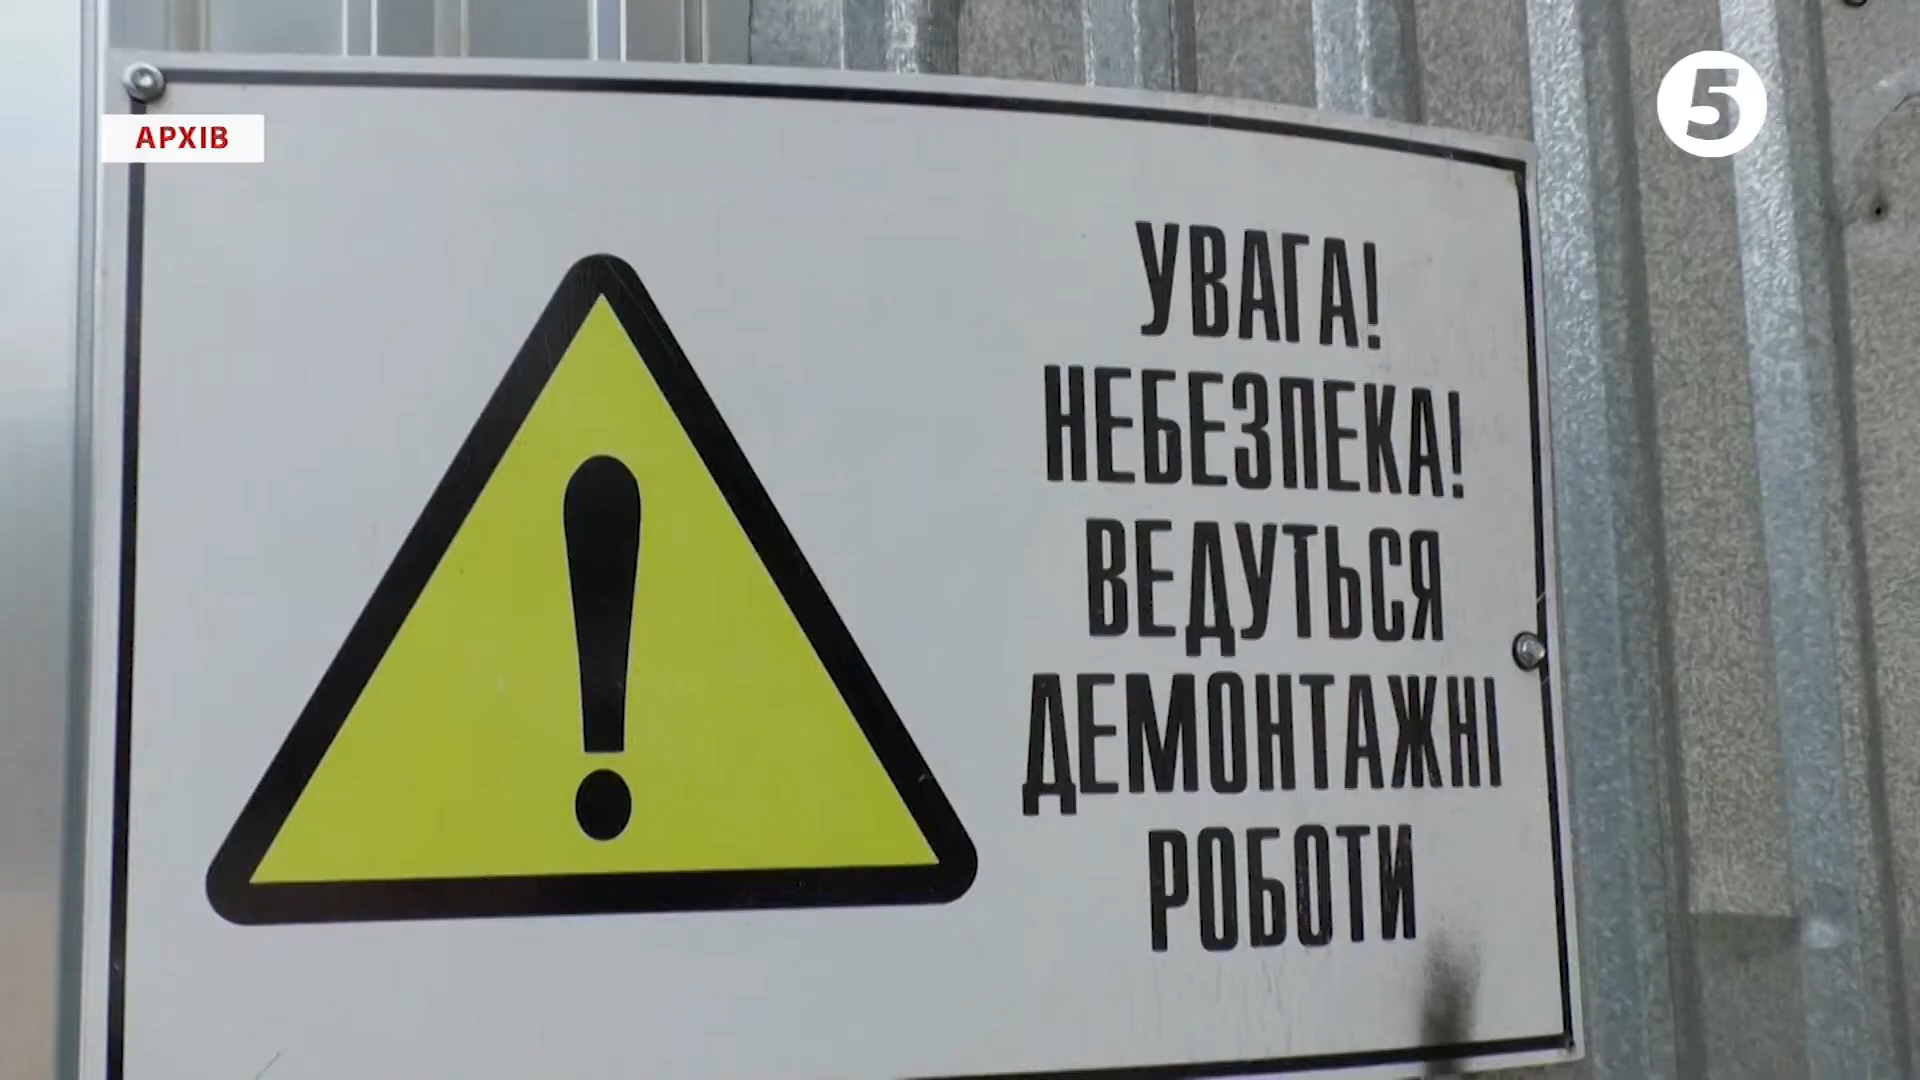 АРХІВ
5
УВАГА!
НЕБЕЗПЕКА!
ВЕДУТЬСЯ
ДЕМОНТАЖНІ
РОБОТИ